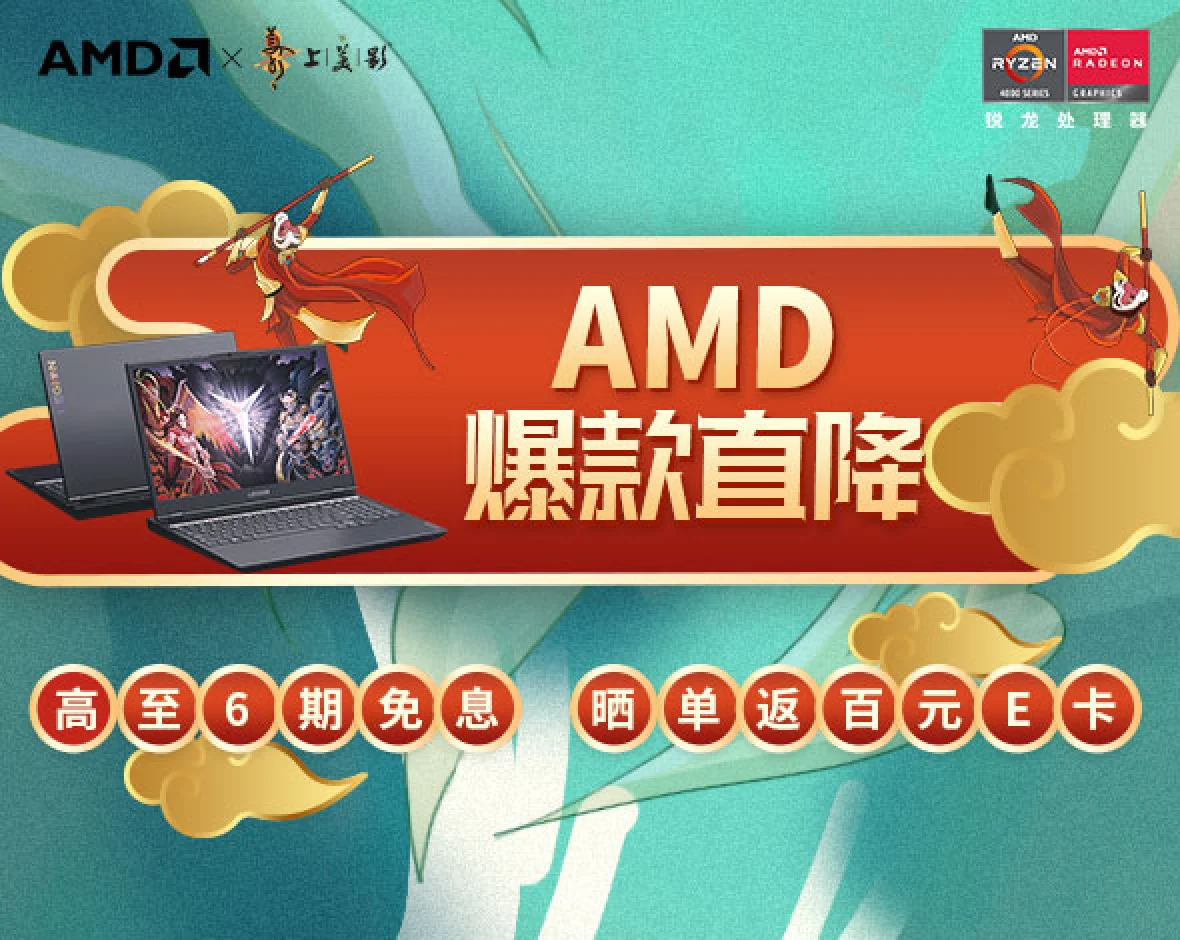 AMD × 上美影
AMD
RYZEN
4000 SERIES
AMD
RADEON
GRAPHICS
锐龙处理器
AMD
爆款直降
LEGION
高至6期免息 晒单返百元E卡